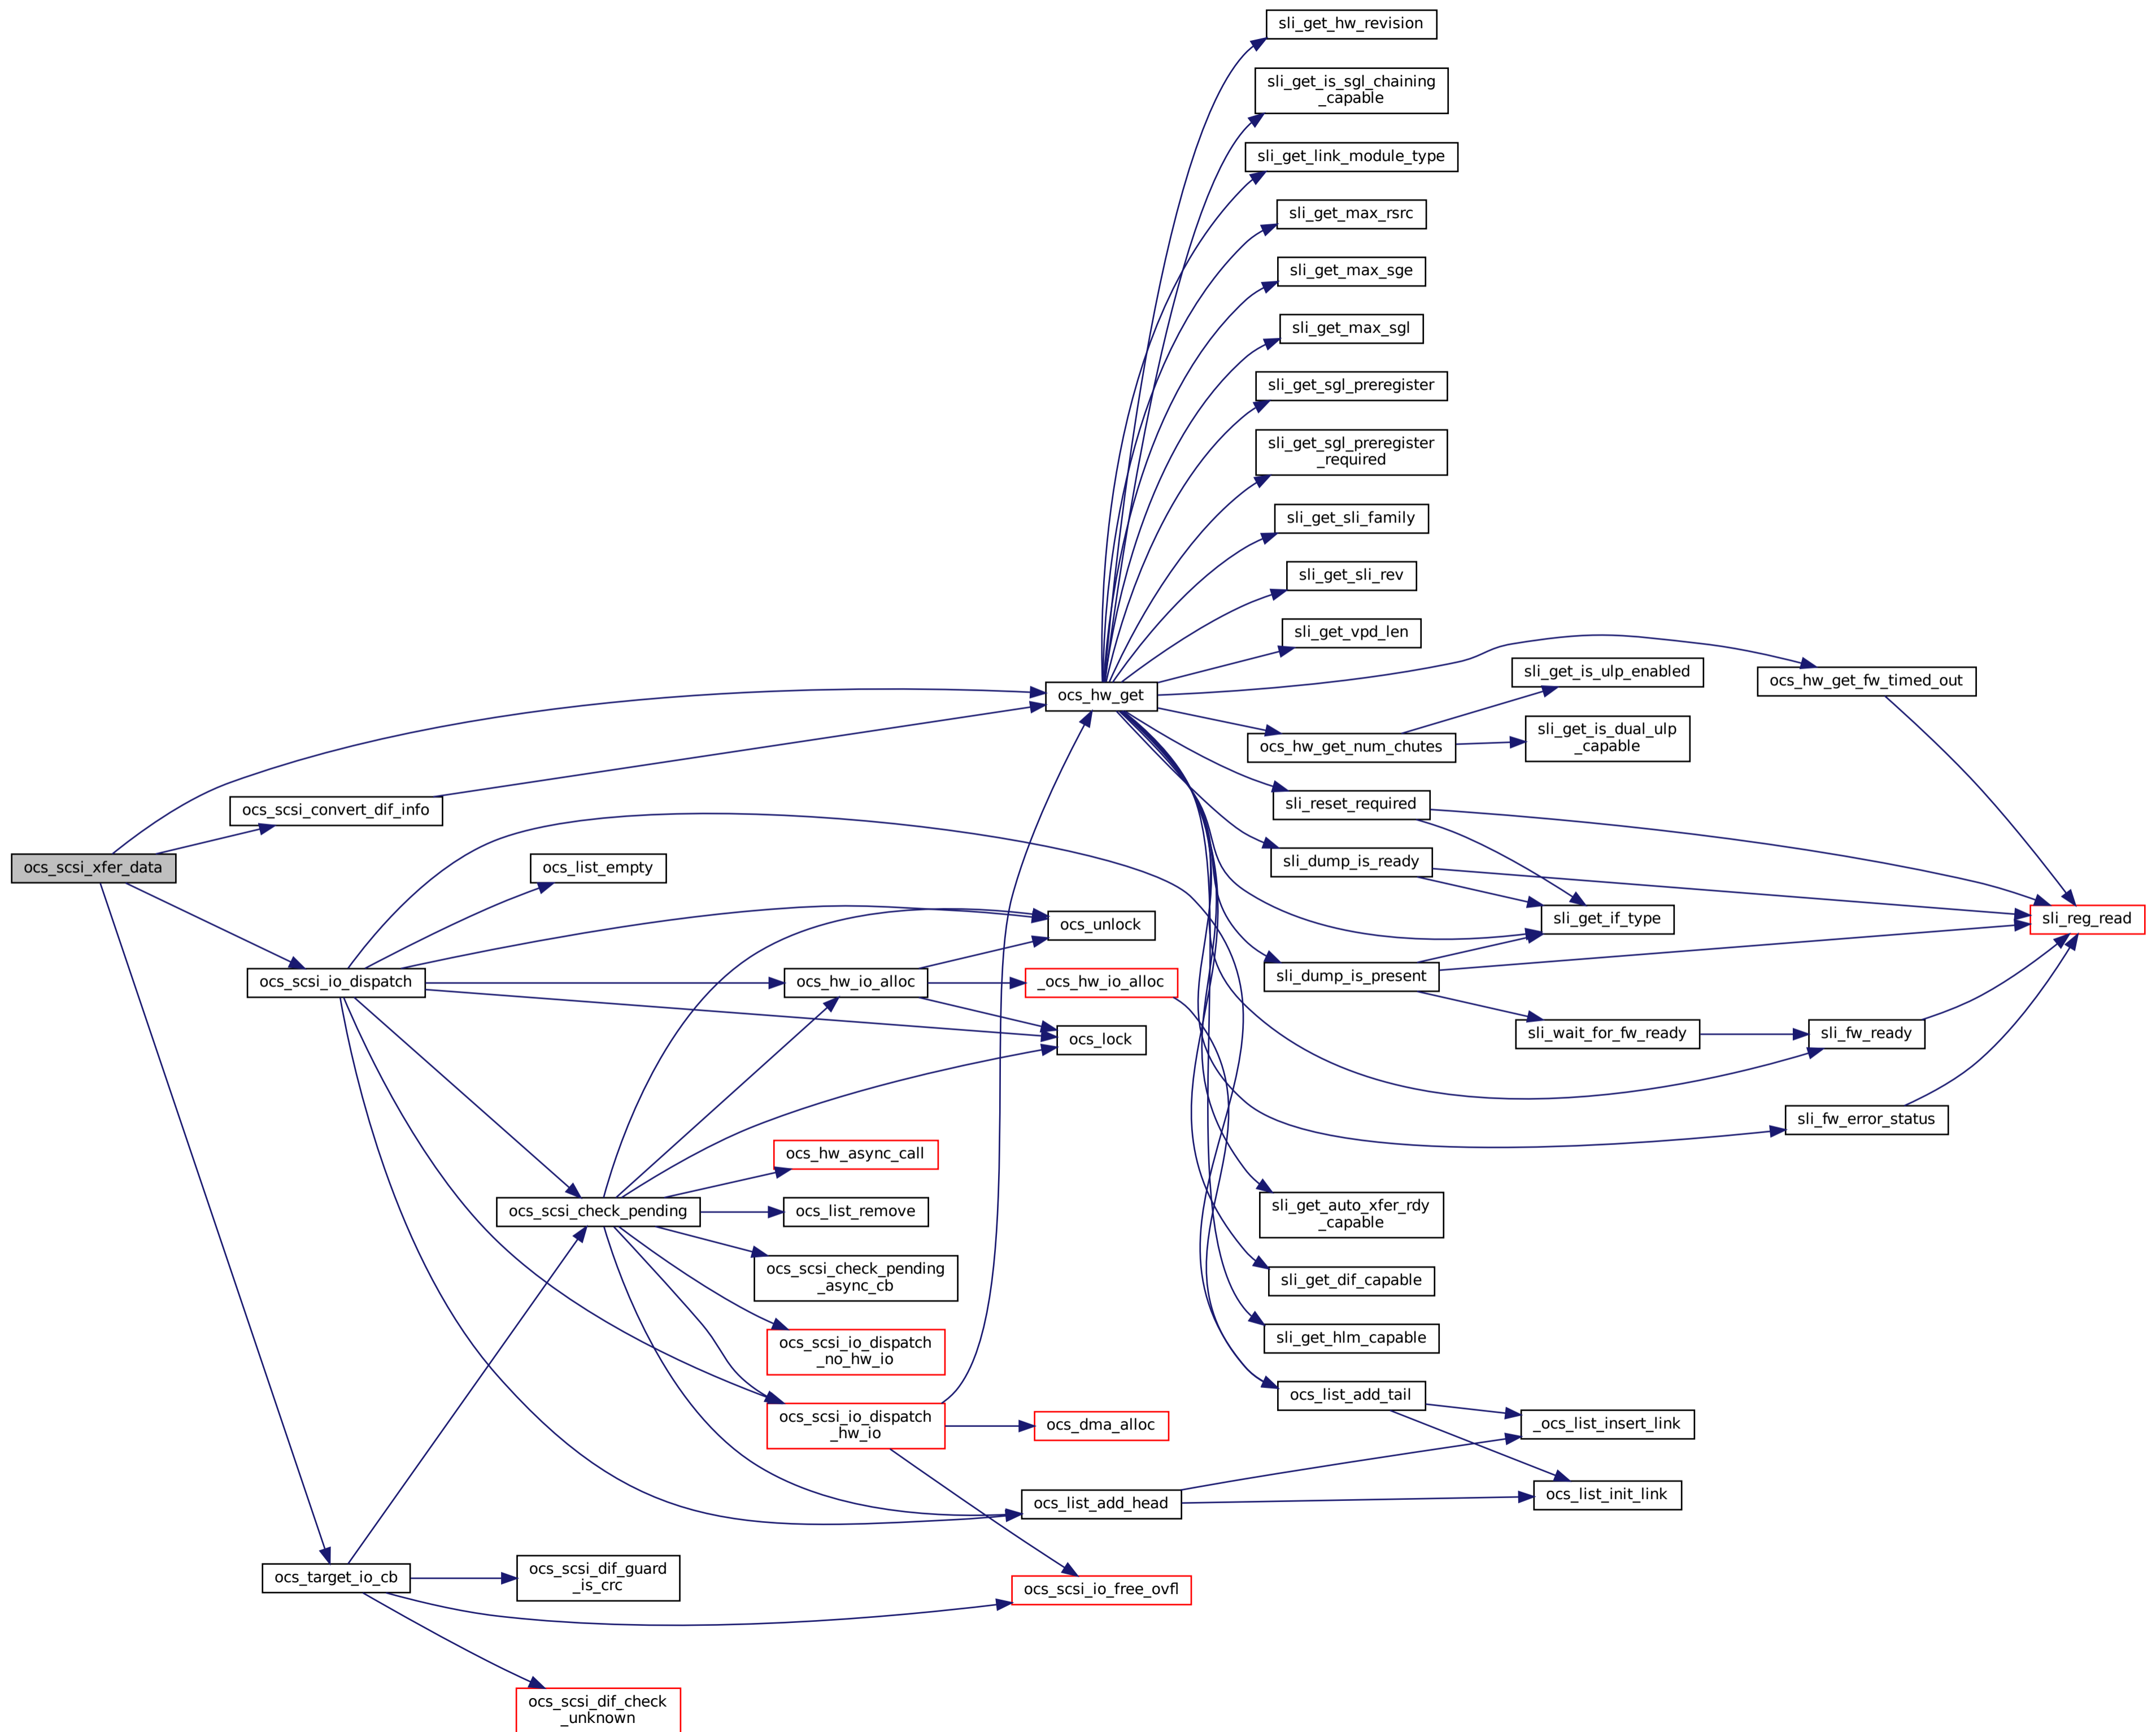 sli_get_hw_revision
sli_get_is_sgl_chaining
_capable
sli_get_link_module_type
sli_get_max_rsrc
sli_get_max_sge
sli_get_max_sgl
sli_get_sgl_preregister
sli_get_sgl_preregister
_required
sli_get_sli_family
sli_get_sli_rev
sli_get_vpd_len
sli_get_is_ulp_enabled
ocs_hw_get_fw_timed_out
ocs_hw_get
sli_get_is_dual_ulp
_capable
ocs_hw_get_num_chutes
sli_reset_required
ocs_scsi_convert_dif_info
sli_dump_is_ready
ocs_scsi_xfer_data
ocs_list_empty
sli_get_if_type
sli_reg_read
ocs_unlock
sli_dump_is_present
ocs_scsi_io_dispatch
ocs_hw_io_alloc
_ocs_hw_io_alloc
sli_wait_for_fw_ready
sli_fw_ready
ocs_lock
sli_fw_error_status
ocs_hw_async_call
ocs_scsi_check_pending
ocs_list_remove
sli_get_auto_xfer_rdy
_capable
ocs_scsi_check_pending
_async_cb
sli_get_dif_capable
sli_get_hlm_capable
ocs_scsi_io_dispatch
_no_hw_io
ocs_list_add_tail
ocs_scsi_io_dispatch
_hw_io
ocs_dma_alloc
_ocs_list_insert_link
ocs_list_init_link
ocs_list_add_head
ocs_target_io_cb
ocs_scsi_dif_guard
_is_crc
ocs_scsi_io_free_ovfl
ocs_scsi_dif_check
_unknown